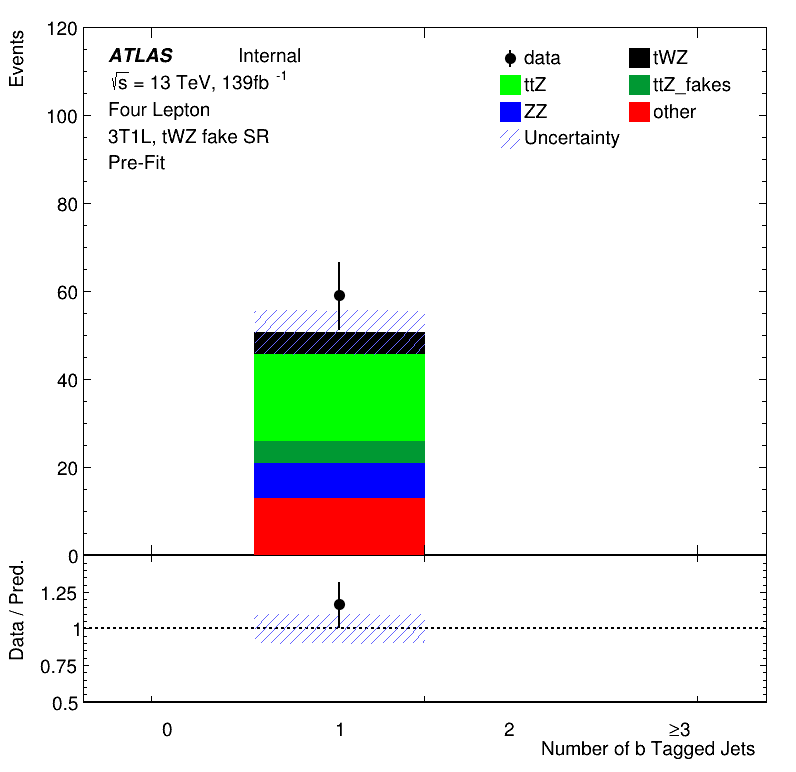 Events
120
100
80
60
40
20
0
ATLAS Internal
√s = 13 TeV, 139fb -1
Four Lepton
3T1L, tWZ fake SR
Pre-Fit
data tWZ
ttZ ttZ_fakes
ZZ other
Uncertainty
Data / Pred.
1.25
1
0.75
0.5
0 1 2 ≥3
Number of b Tagged Jets